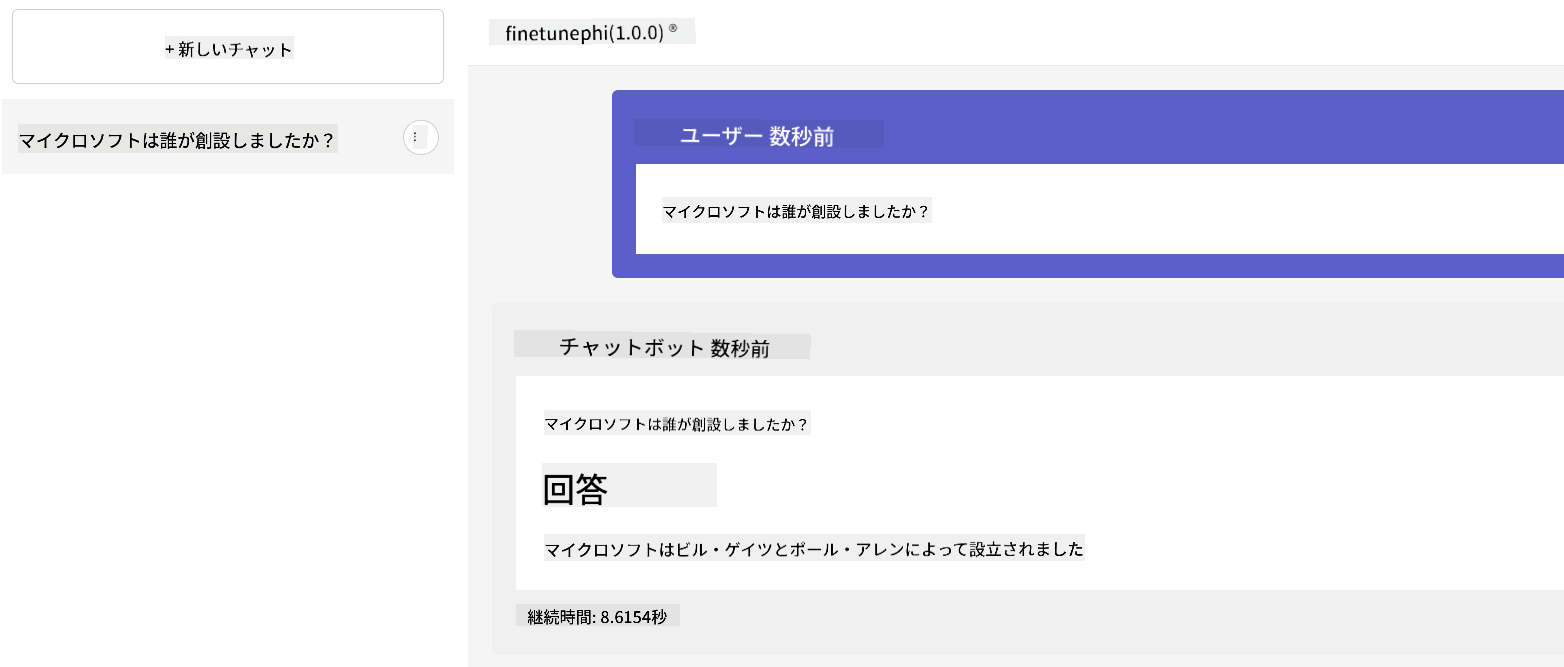 + 新しいチャット
マイクロソフトは誰が創設しましたか？
finetunephi(1.0.0) ®
ユーザー 数秒前
マイクロソフトは誰が創設しましたか？
チャットボット 数秒前
マイクロソフトは誰が創設しましたか？
回答
マイクロソフトはビル・ゲイツとポール・アレンによって設立されました
継続時間: 8.6154秒